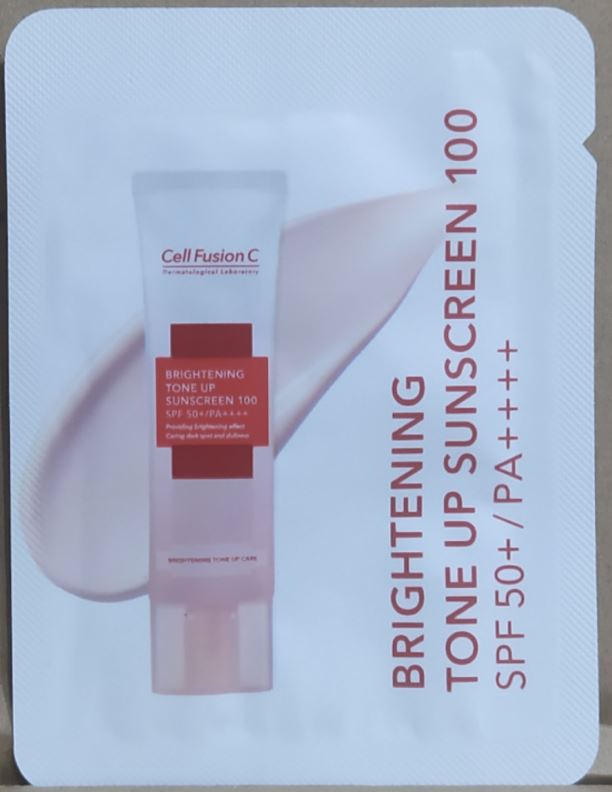 Cell Fusion C
Dermatological Laboratory
BRIGHTENING
TONE UP
SUNSCREEN 100
SPF 50+/PA++++
Providing brightening effect
Caring dark spot and dullness
BRIGHTENING TONE UP CARE
BRIGHTENING
TONE UP SUNSCREEN 100
SPF 50+/PA++++